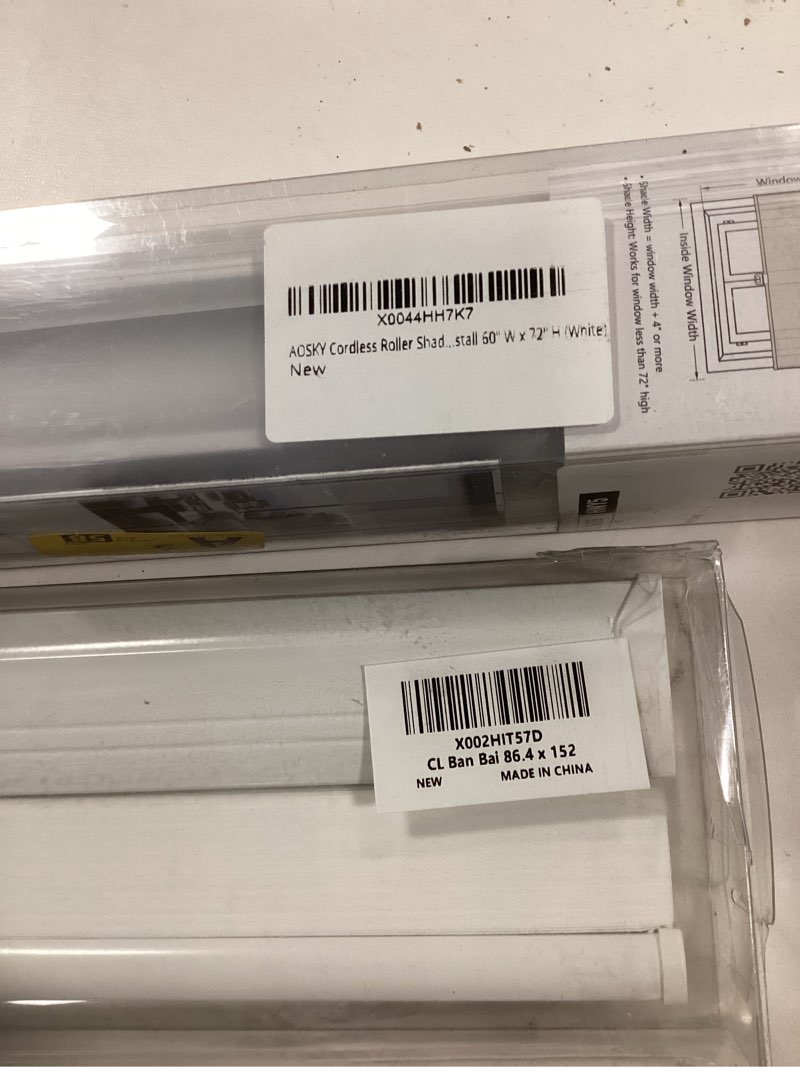 X0044HH7K7
AOSKY Cordless Roller Shad...stall 60" W x 72" H (White)
New
Window
• Shade Width = window width + 4" or more
• Shade Height: Works for window less than 72" high
Inside Window Width
X002HIT57D
CL Ban Bai 86.4 x 152
NEW MADE IN CHINA